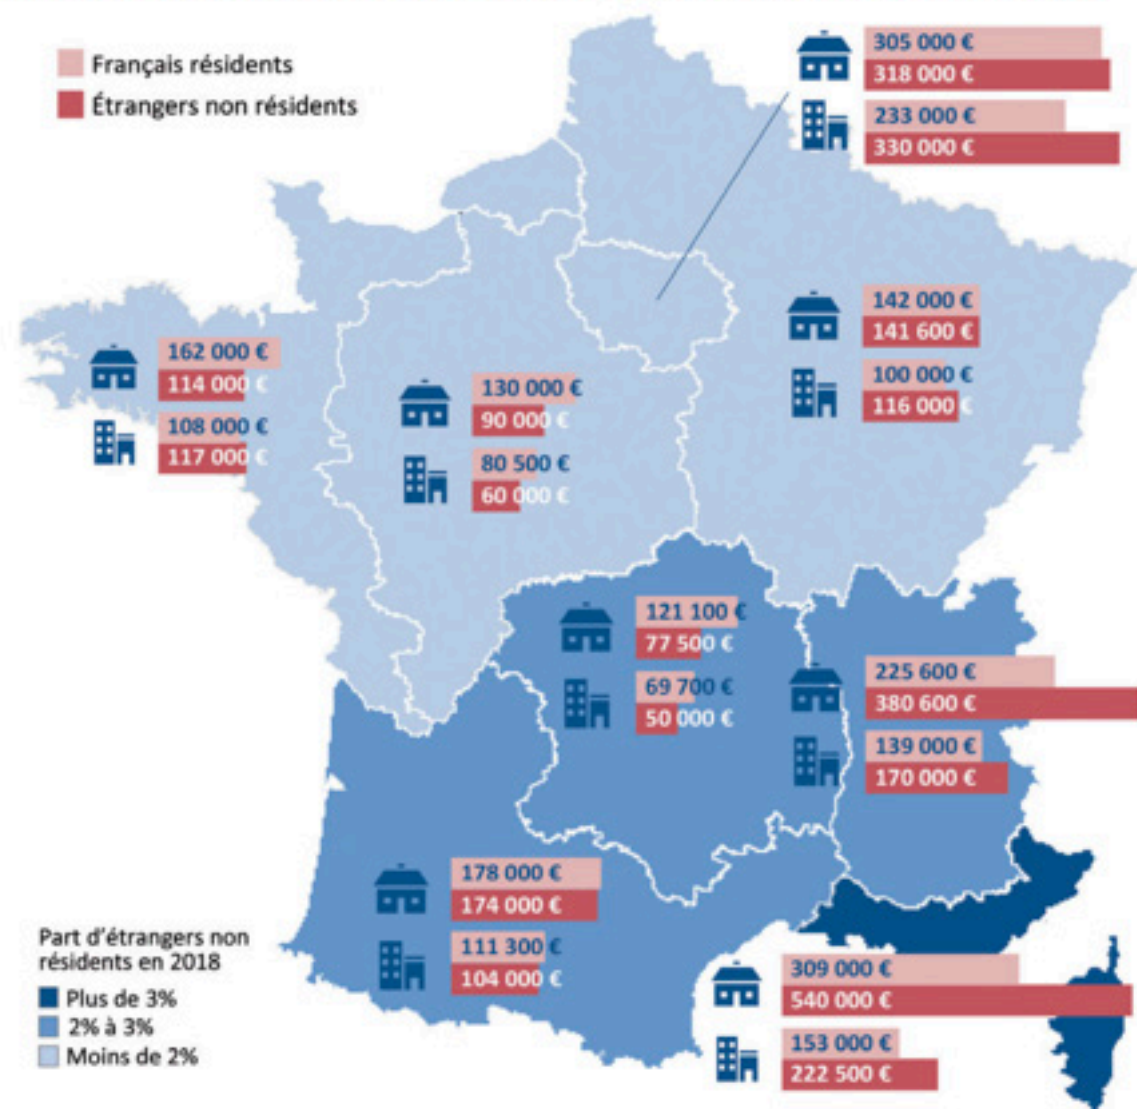 Français résidents
Étrangers non résidents
305 000 €
318 000 €
233 000 €
330 000 €
142 000 €
141 600 €
100 000 €
116 000 €
162 000 €
114 000 €
108 000 €
117 000 €
130 000 €
90 000 €
80 500 €
60 000 €
121 100 €
77 500 €
69 700 €
50 000 €
225 600 €
380 600 €
139 000 €
170 000 €
178 000 €
174 000 €
111 300 €
104 000 €
309 000 €
540 000 €
153 000 €
222 500 €
Part d'étrangers non
résidents en 2018
Plus de 3%
2% à 3%
Moins de 2%